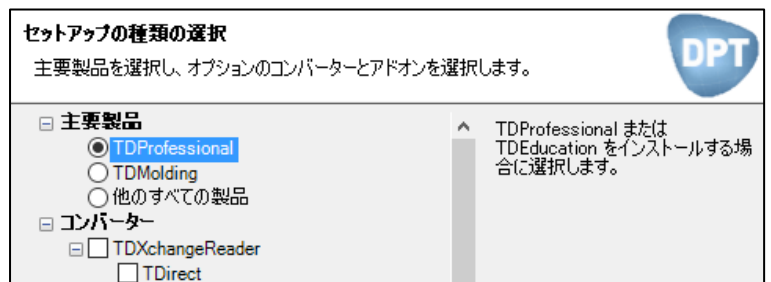 セットアップの種類の選択
主要製品を選択し、オプションのコンバーターとアドオンを選択します。
DPT
主要製品
TDProfessional
TDMolding
他のすべての製品
コンバーター
TDXchangeReader
TDirect
TDProfessional または
TDEducation をインストールする場
合に選択します。